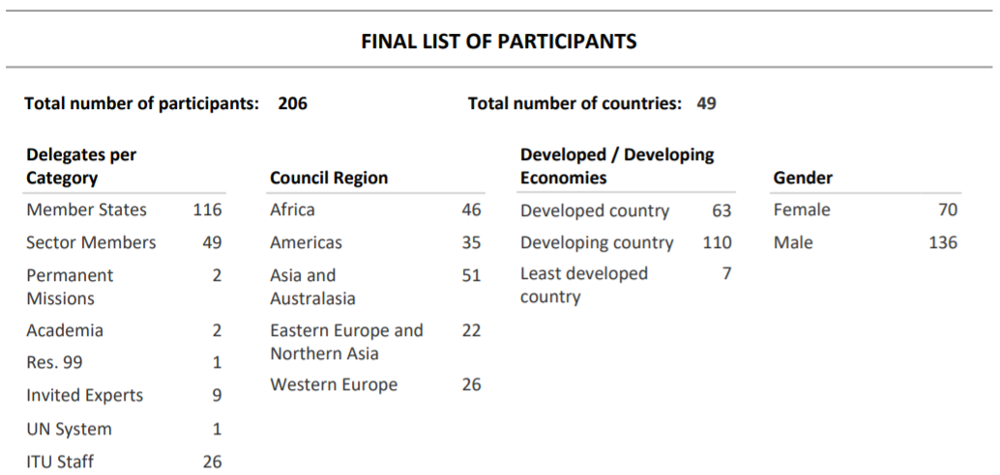 FINAL LIST OF PARTICIPANTS
Total number of participants: 206
Total number of countries: 49
Delegates per
Category
Member States 116
Sector Members 49
Permanent 2
Missions
Academia 2
Res. 99 1
Invited Experts 9
UN System 1
ITU Staff 26
Council Region
Africa 46
Americas 35
Asia and 51
Australasia
Eastern Europe and 22
Northern Asia
Western Europe 26
Developed / Developing
Economies
Developed country 63
Developing country 110
Least developed 7
country
Gender
Female 70
Male 136